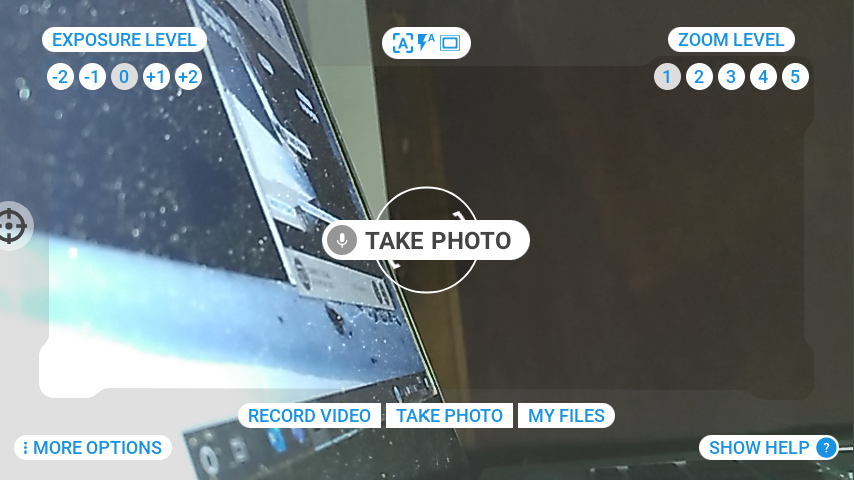 EXPOSURE LEVEL
-2 -1 0 +1 +2
A A
ZOOM LEVEL
1 2 3 4 5
TAKE PHOTO
RECORD VIDEO TAKE PHOTO MY FILES
MORE OPTIONS
SHOW HELP ?